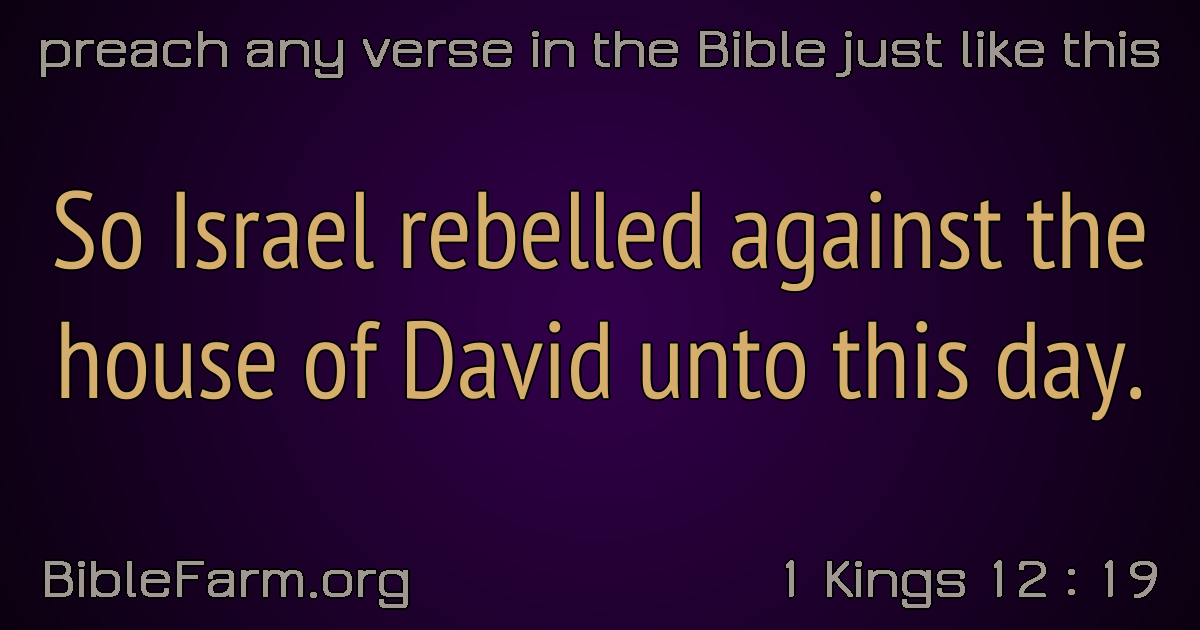 preach any verse in the Bible just like this
So Israel rebelled against the
house of David unto this day.
BibleFarm.org
1 Kings 12 : 19